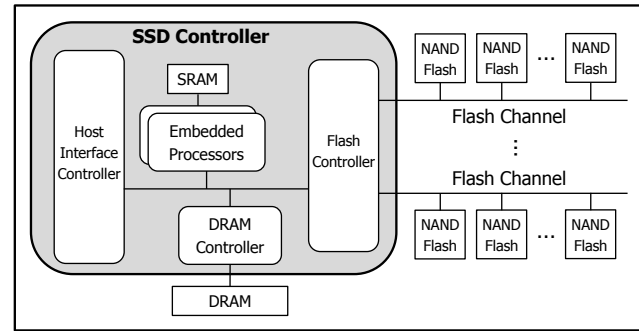 SSD Controller
SRAM
Embedded
Processors
Host
Interface
Controller
Flash
Controller
DRAM
Controller
DRAM
NAND
Flash
NAND
Flash
...
NAND
Flash
Flash Channel
...
Flash Channel
NAND
Flash
NAND
Flash
...
NAND
Flash